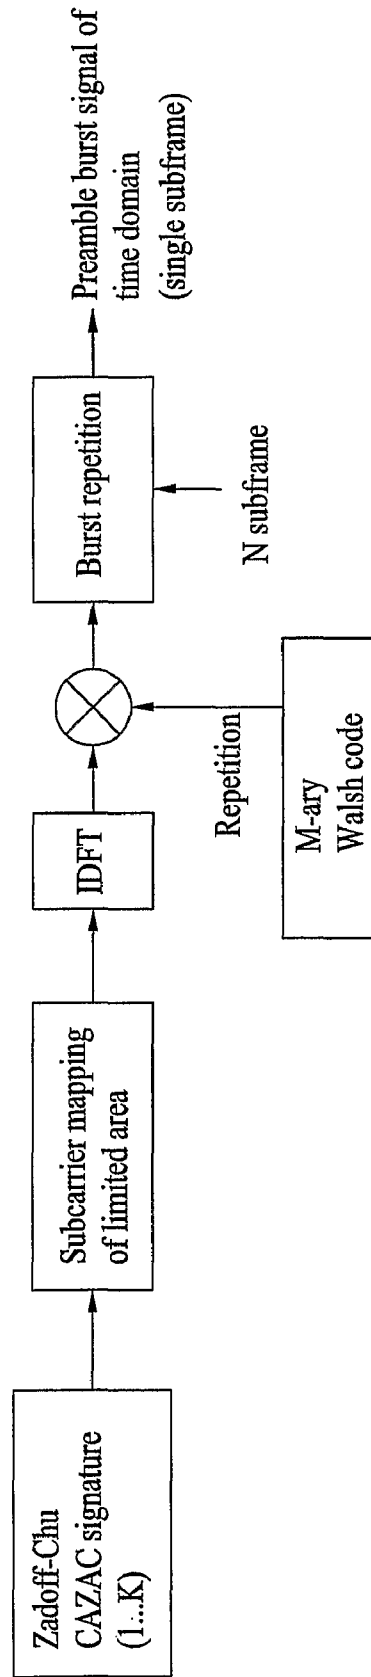 Zadoff-Chu
CAZAC signature
(1...K)
Subcarrier mapping
of limited area
IDFT
Repetition
M-ary
Walsh code
Burst repetition
N subframe
Preamble burst signal of
time domain
(single subframe)